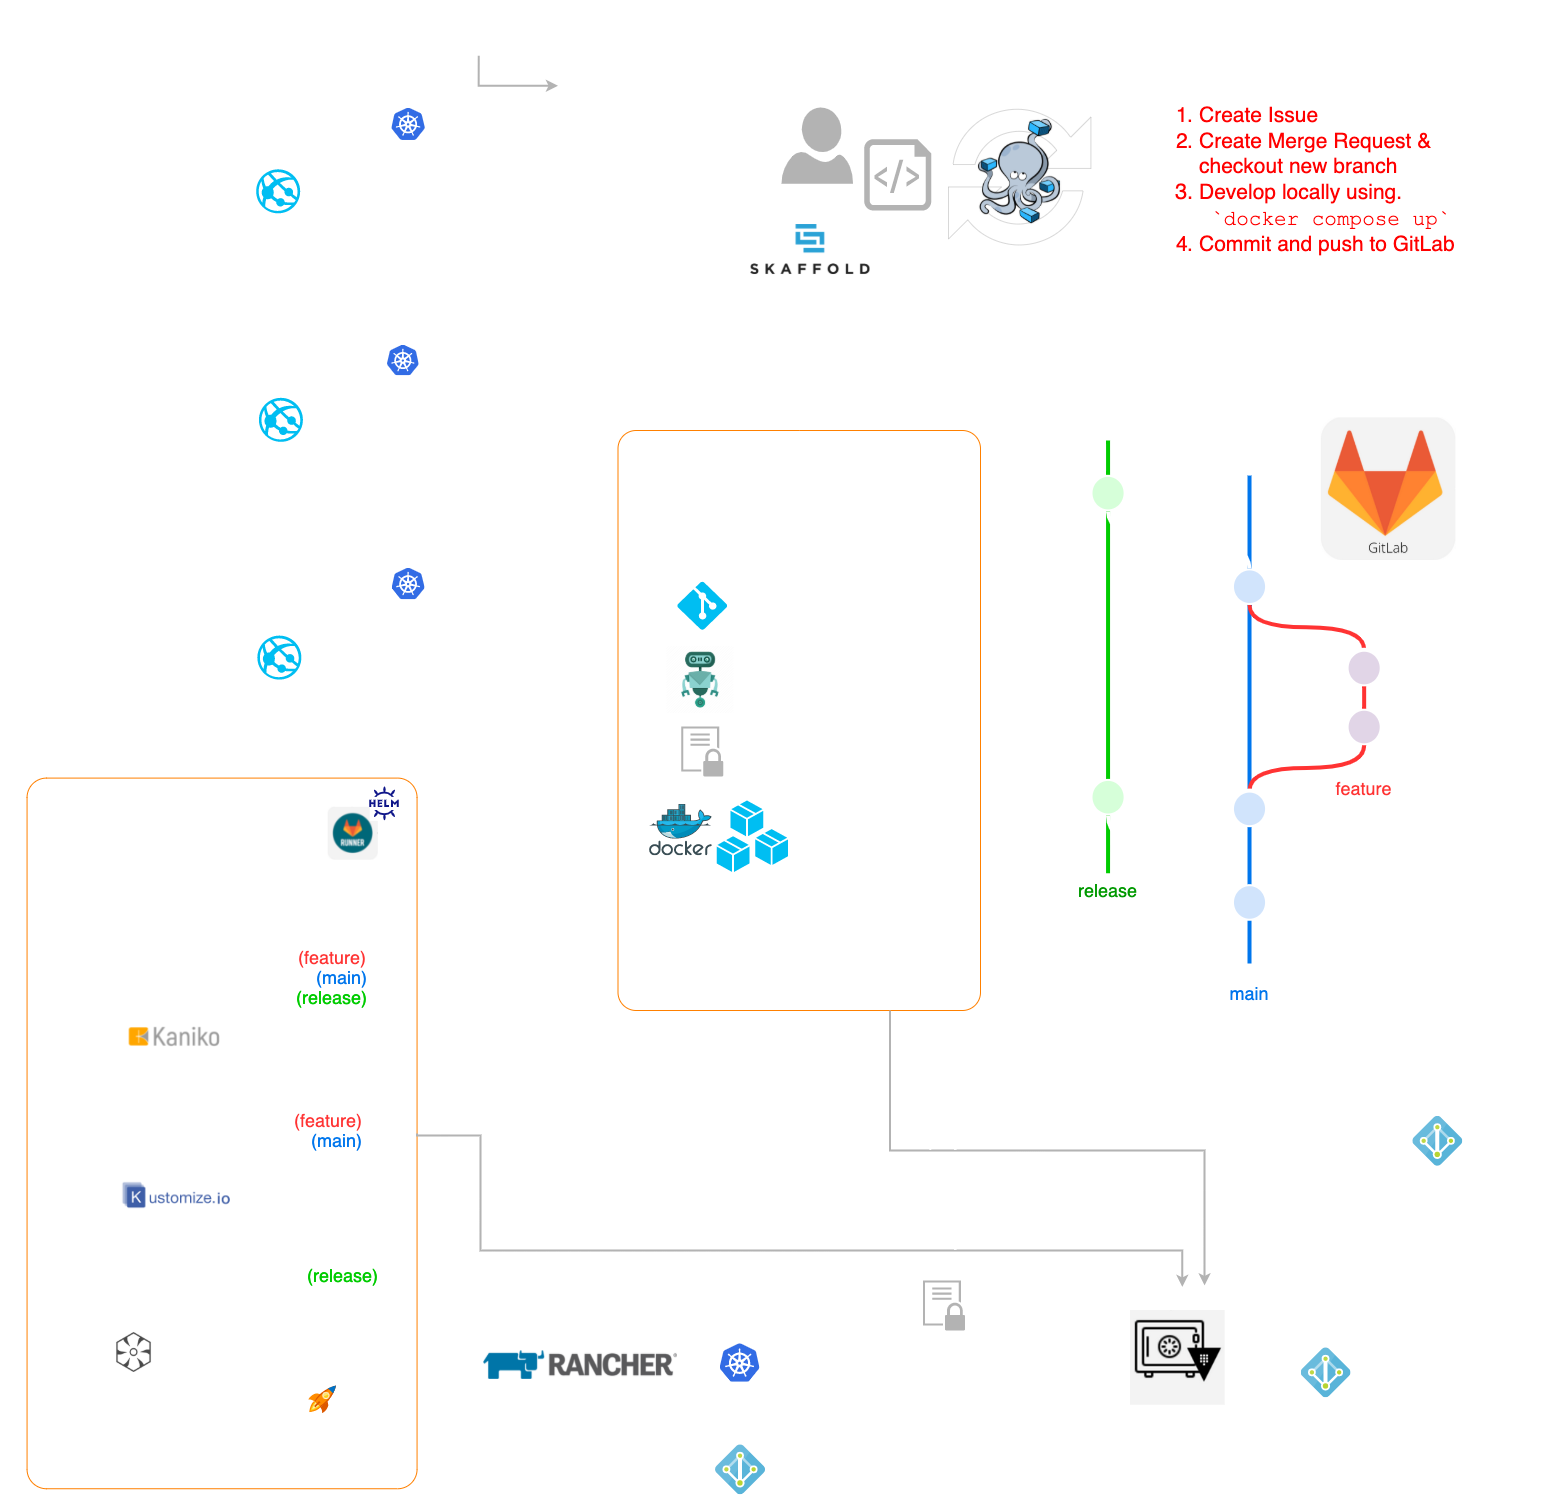 1. Create Issue
2. Create Merge Request &
checkout new branch
3. Develop locally using.
`docker compose up`
4. Commit and push to GitLab
</>
SKAFFOLD
GitLab
feature
release
main
docker
HELM
RUNNER
(feature)
(main)
(release)
Kaniko
(feature)
(main)
Kustomize.io
(release)
RANCHER®